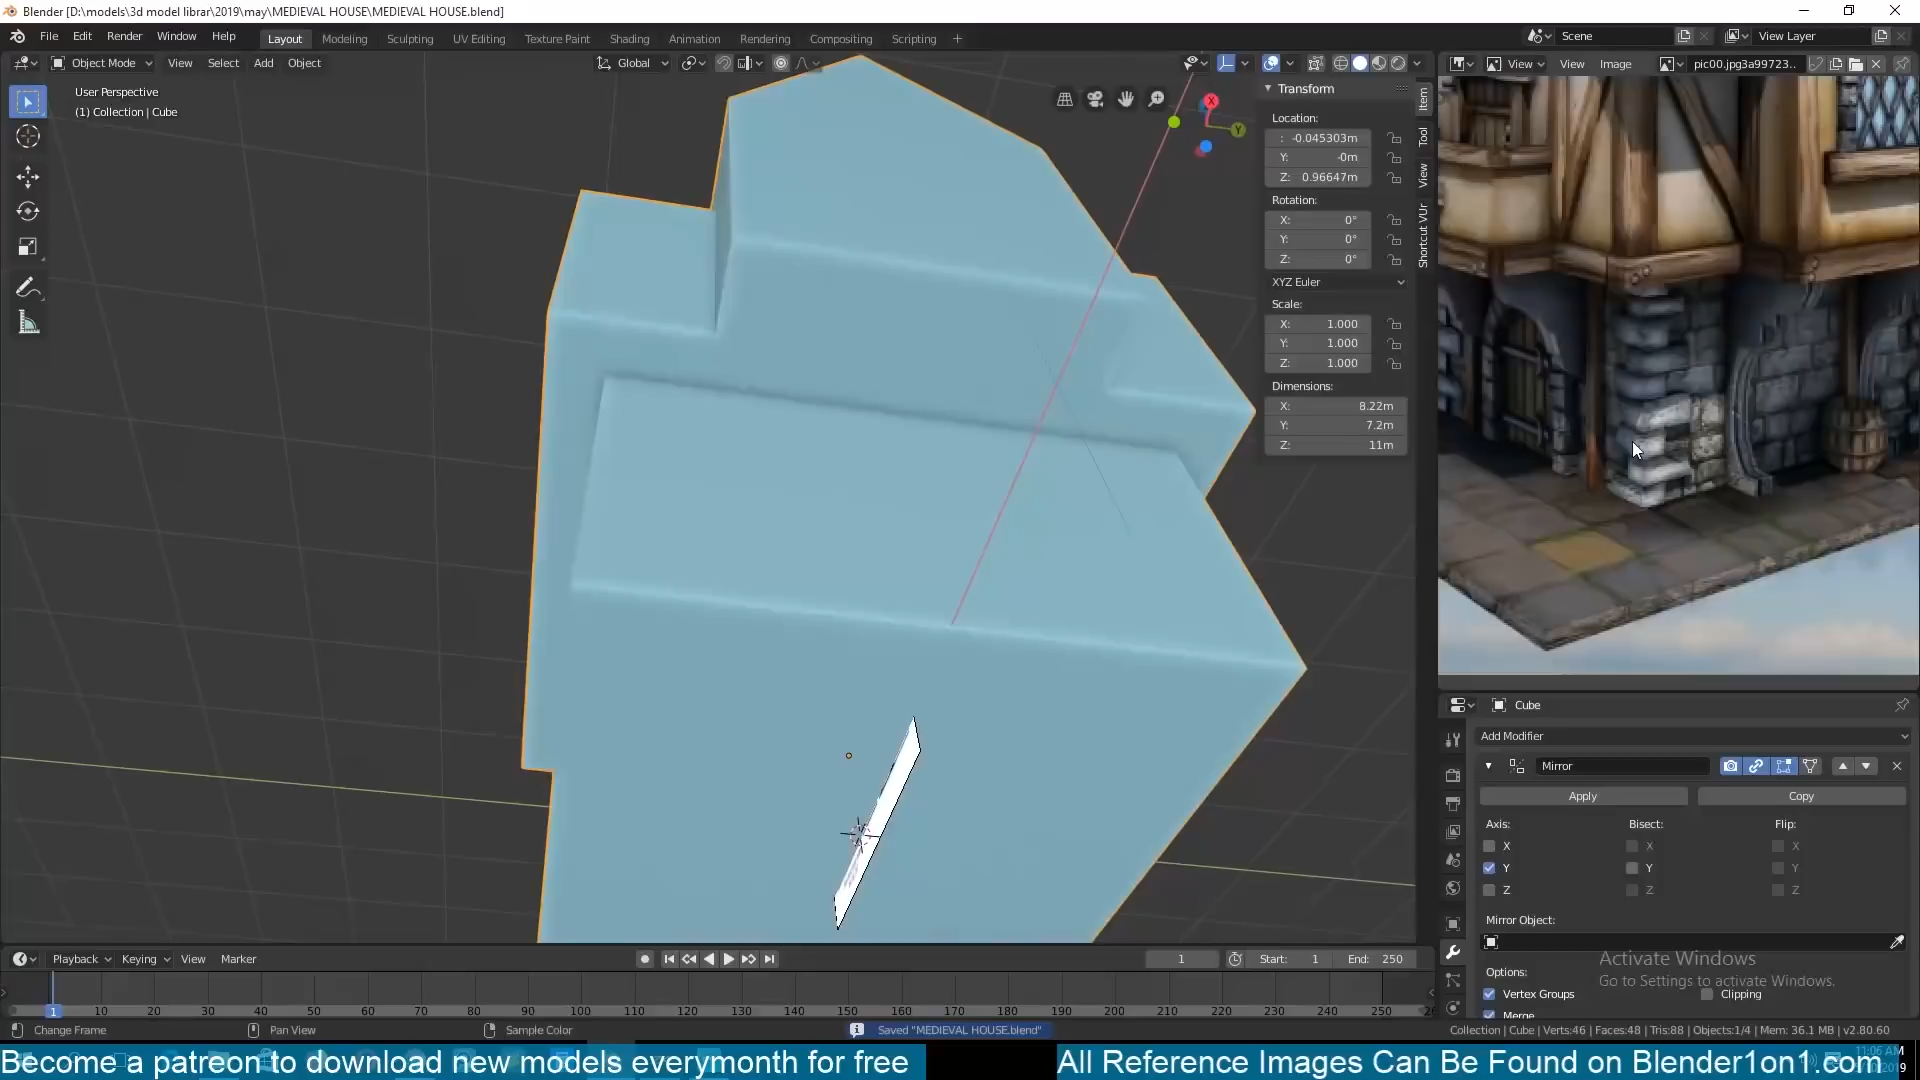 Blender [D:\models\3d model librar\2019\may\MEDIEVAL HOUSE\MEDIEVAL HOUSE.blend]
File Edit Render Window Help Layout Modeling Sculpting UV Editing Texture Paint Shading Animation Rendering Compositing Scripting + Scene View Layer
Object Mode View Select Add Object Global View View Image pic00.jpg3a99723..
User Perspective
(1) Collection | Cube
X
Y
Transform
Location:
: -0.045303m
Y: -0m
Z: 0.96647m
Rotation:
X: 0°
Y: 0°
Z: 0°
XYZ Euler
Scale:
X: 1.000
Y: 1.000
Z: 1.000
Dimensions:
X: 8.22m
Y: 7.2m
Z: 11m
Item
Tool
View
Shortcut VUr
Cube
Add Modifier
Mirror
Apply Copy
Axis: Bisect: Flip:
X X X
Y Y Y
Z Z Z
Mirror Object:
Activate Windows
Go to Settings to activate Windows.
Options:
Vertex Groups Clipping
Merge
Playback Keying View Marker 1 Start: 1 End: 250
1 10 20 30 40 50 60 70 80 90 100 110 120 130 140 150 160 170 180 190 200 210 220 230 240 250
Change Frame Pan View Sample Color Saved "MEDIEVAL HOUSE.blend" Collection | Cube | Verts:46 | Faces:48 | Tris:88 | Objects:1/4 | Mem: 36.1 MB | v2.80.60
Become a patreon to download new models everymonth for free
All Reference Images Can Be Found on Blender1on1.com
11:06 AM